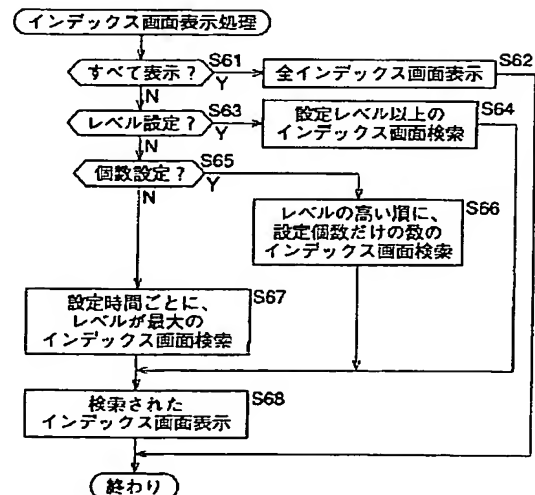 インデックス画面表示処理
S61
すべて表示?
Y
N
S62
全インデックス画面表示
S63
レベル設定?
Y
N
S64
設定レベル以上の
インデックス画面検索
S65
個数設定?
Y
N
S66
レベルの高い順に、
設定個数だけの数の
インデックス画面検索
S67
設定時間ごとに、
レベルが最大の
インデックス画面検索
S68
検索された
インデックス画面表示
終わり